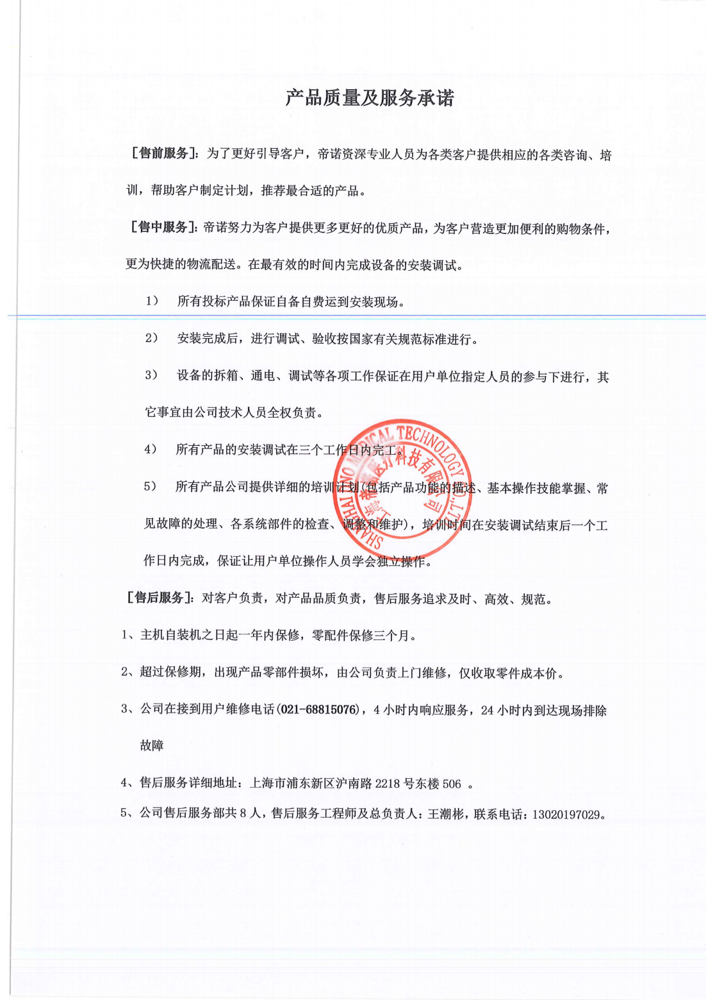 产品质量及服务承诺
[售前服务]：为了更好引导客户，帝诺资深专业人员为各类客户提供相应的各类咨询、培
训，帮助客户制定计划，推荐最合适的产品。
[售中服务]：帝诺努力为客户提供更多更好的优质产品，为客户营造更加便利的购物条件，
更为快捷的物流配送。在最有效的时间内完成设备的安装调试。
1） 所有投标产品保证自备自费运到安装现场。
2） 安装完成后，进行调试、验收按国家有关规范标准进行。
3） 设备的拆箱、通电、调试等各项工作保证在用户单位指定人员的参与下进行，其
它事宜由公司技术人员全权负责。
4） 所有产品的安装调试在三个工作日内完工。
5） 所有产品公司提供详细的培训计划(包括产品功能的描述、基本操作技能掌握、常
见故障的处理、各系统部件的检查、调整和维护)，培训时间在安装调试结束后一个工
作日内完成，保证让用户单位操作人员学会独立操作。
[售后服务]：对客户负责，对产品品质负责，售后服务追求及时、高效、规范。
1、主机自装机之日起一年内保修，零配件保修三个月。
2、超过保修期，出现产品零部件损坏，由公司负责上门维修，仅收取零件成本价。
3、公司在接到用户维修电话(021-68815076)，4 小时内响应服务，24 小时内到达现场排除
故障
4、售后服务详细地址：上海市浦东新区沪南路 2218 号东楼 506 。
5、公司售后服务部共 8 人，售后服务工程师及总负责人：王潮彬，联系电话：13020197029。
SHANGHAI DNO MEDICAL TECHNOLOGY CO.,LTD
上海帝诺医疗科技有限公司